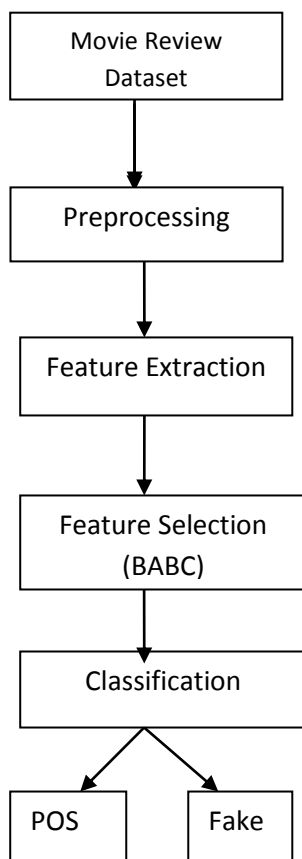 Movie Review
Dataset
Preprocessing
Feature Extraction
Feature Selection
(BABC)
Classification
POS
Fake